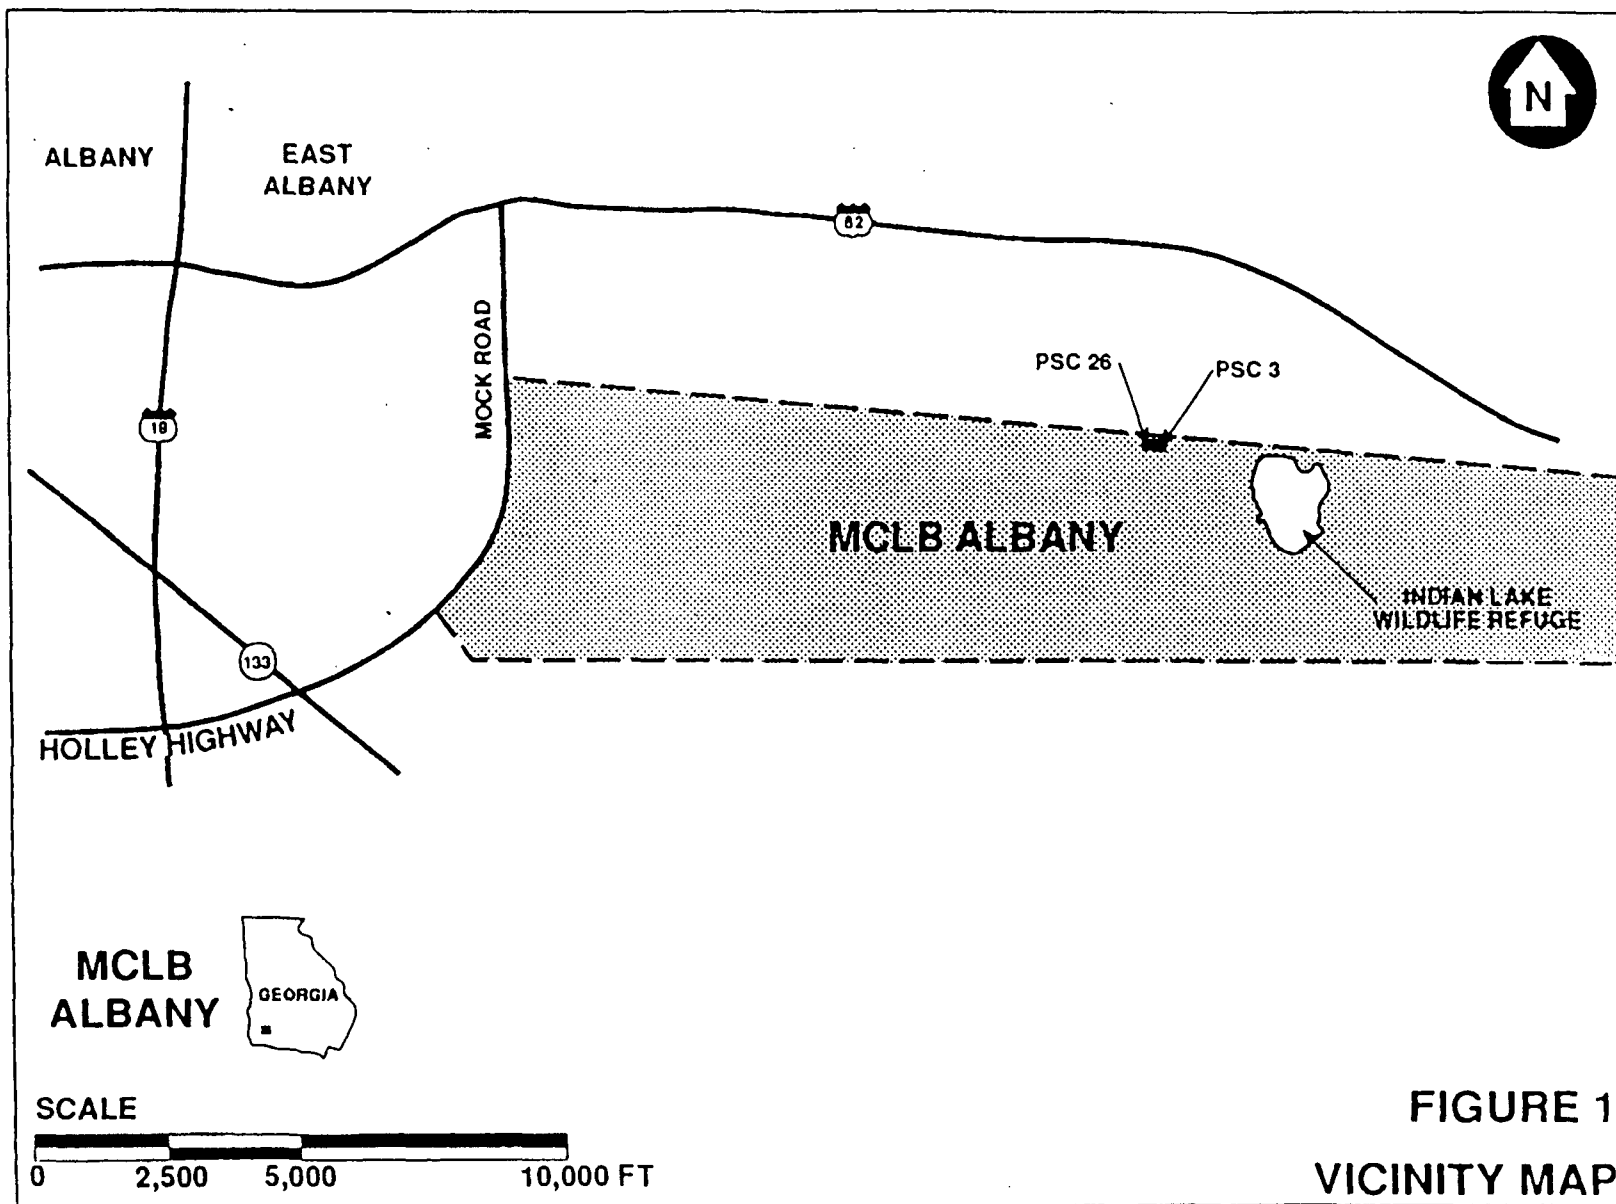 N
ALBANY
EAST
ALBANY
82
MOCK ROAD
PSC 26
PSC 3
19
MCLB ALBANY
INDIAN LAKE
WILDLIFE REFUGE
133
HOLLEY HIGHWAY
MCLB
ALBANY
GEORGIA
SCALE
0 2,500 5,000 10,000 FT
FIGURE 1
VICINITY MAP